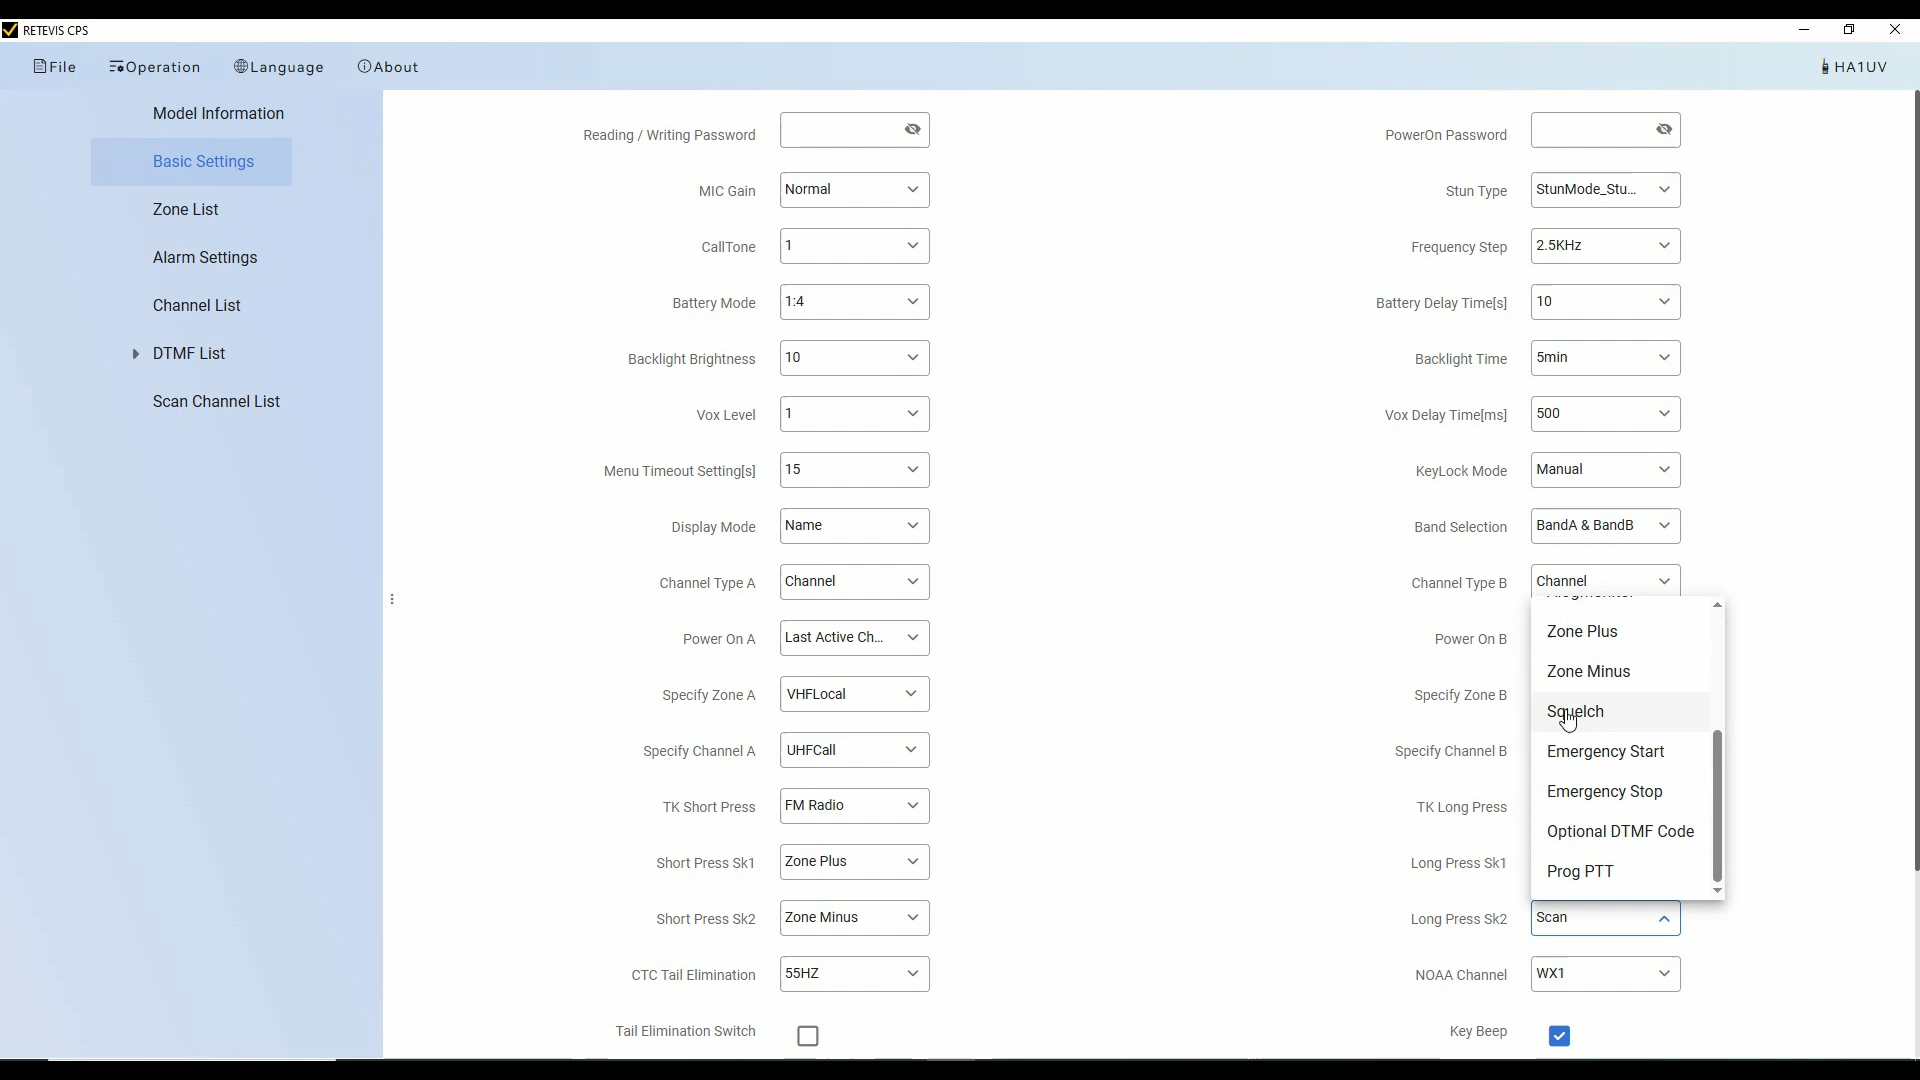 RETEVIS CPS
File Operation Language About HA1UV
Model Information
Basic Settings
Zone List
Alarm Settings
Channel List
DTMF List
Scan Channel List
Reading / Writing Password PowerOn Password
MIC Gain Normal Stun Type StunMode_Stu...
CallTone 1 Frequency Step 2.5KHz
Battery Mode 1:4 Battery Delay Time[s] 10
Backlight Brightness 10 Backlight Time 5min
Vox Level 1 Vox Delay Time[ms] 500
Menu Timeout Setting[s] 15 KeyLock Mode Manual
Display Mode Name Band Selection BandA & BandB
Channel Type A Channel Channel Type B Channel
Power On A Last Active Ch... Power On B
Specify Zone A VHFLocal Specify Zone B
Specify Channel A UHFCall Specify Channel B
TK Short Press FM Radio TK Long Press
Short Press Sk1 Zone Plus Long Press Sk1
Short Press Sk2 Zone Minus Long Press Sk2 Scan
CTC Tail Elimination 55HZ NOAA Channel WX1
Tail Elimination Switch Key Beep
Zone Plus
Zone Minus
Squelch
Emergency Start
Emergency Stop
Optional DTMF Code
Prog PTT